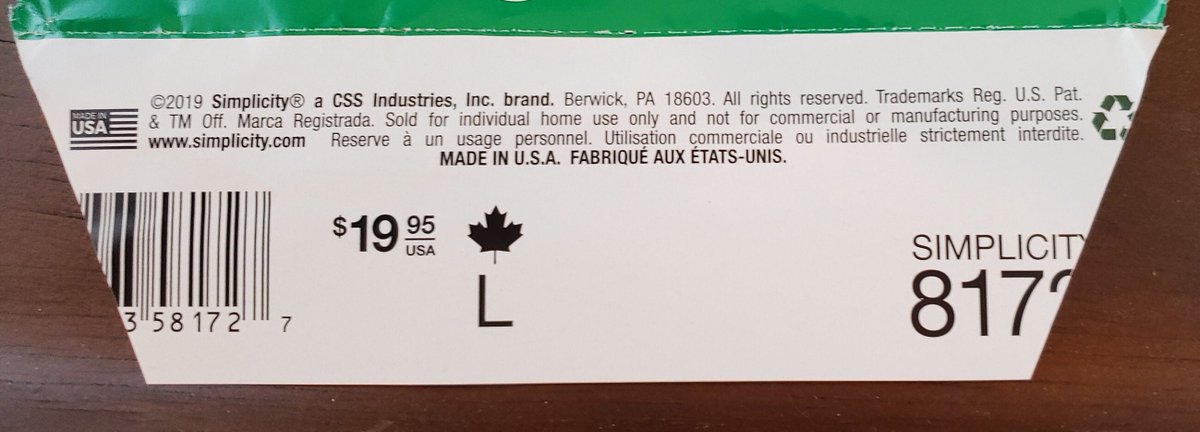 ©2019 Simplicity® a CSS Industries, Inc. brand. Berwick, PA 18603. All rights reserved. Trademarks Reg. U.S. Pat.
& TM Off. Marca Registrada. Sold for individual home use only and not for commercial or manufacturing purposes.
www.simplicity.com Reserve à un usage personnel. Utilisation commerciale ou industrielle strictement interdite.
MADE IN U.S.A. FABRIQUÉ AUX ÉTATS-UNIS.
MADE IN
USA
$19 95
USA
L
3 58172 7
SIMPLICIT
817